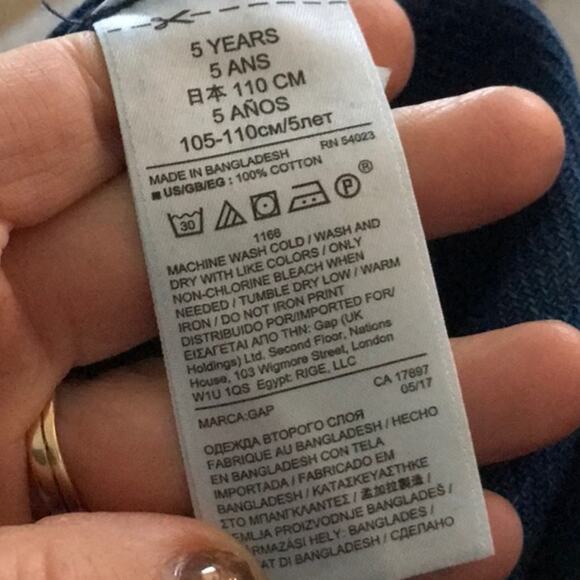 5 YEARS
5 ANS
日本 110 CM
5 AÑOS
105-110см/5лет
MADE IN BANGLADESH RN 54023
■ US/GB/EG : 100% COTTON
30 P ®
1166
MACHINE WASH COLD / WASH AND
DRY WITH LIKE COLORS / ONLY
NON-CHLORINE BLEACH WHEN
NEEDED / TUMBLE DRY LOW / WARM
IRON / DO NOT IRON PRINT
DISTRIBUIDO POR/IMPORTED FOR/
ΕΙΣΑΓΕΤΑΙ ΑΠΟ ΤΗΝ: Gap (UK
Holdings) Ltd. Second Floor, Nations
House, 103 Wigmore Street, London
W1U 1QS Egypt: RIGE, LLC
CA 17897
MARCA:GAP 05/17
ОДЕЖДА ВТОРОГО СЛОЯ
FABRIQUE AU BANGLADESH / HECHO
EN BANGLADESH CON TELA
IMPORTADA / FABRICADO EM
BANGLADESH / ΚΑΤΑΣΚΕΥΑΣΤΗΚΕ
ΣΤΟ ΜΠΑΝΓΚΛΑΝΤΕΣ / 孟加拉製造 /
PROIZVODNJE BANGLADEŠ /
RMAZÁSI HELY: BANGLADES /
AT DI BANGLADESH / СДЕЛАНО